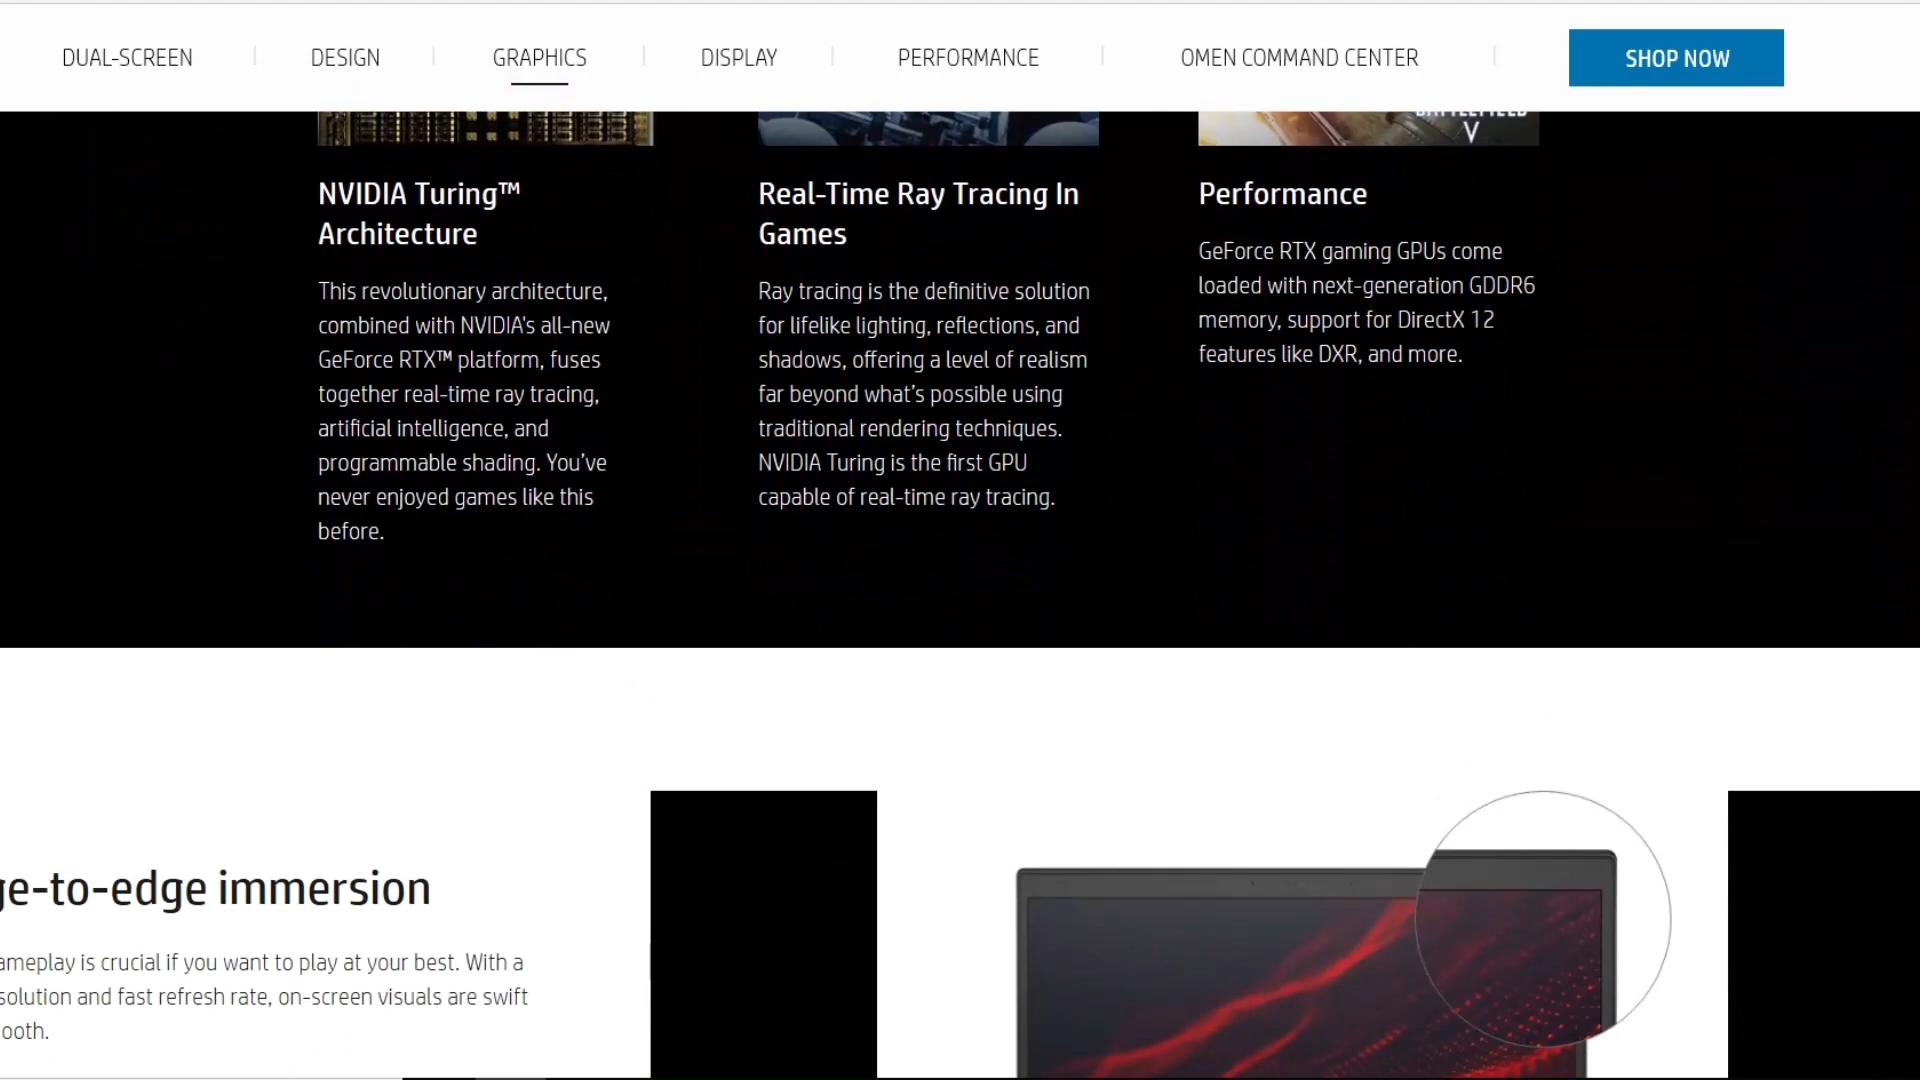 DUAL-SCREEN
DESIGN
GRAPHICS
DISPLAY
PERFORMANCE
OMEN COMMAND CENTER
SHOP NOW
V
NVIDIA Turing™
Architecture
This revolutionary architecture,
combined with NVIDIA's all-new
GeForce RTX™ platform, fuses
together real-time ray tracing,
artificial intelligence, and
programmable shading. You’ve
never enjoyed games like this
before.
Real-Time Ray Tracing In
Games
Ray tracing is the definitive solution
for lifelike lighting, reflections, and
shadows, offering a level of realism
far beyond what’s possible using
traditional rendering techniques.
NVIDIA Turing is the first GPU
capable of real-time ray tracing.
Performance
GeForce RTX gaming GPUs come
loaded with next-generation GDDR6
memory, support for DirectX 12
features like DXR, and more.
ge-to-edge immersion
ameplay is crucial if you want to play at your best. With a
solution and fast refresh rate, on-screen visuals are swift
ooth.